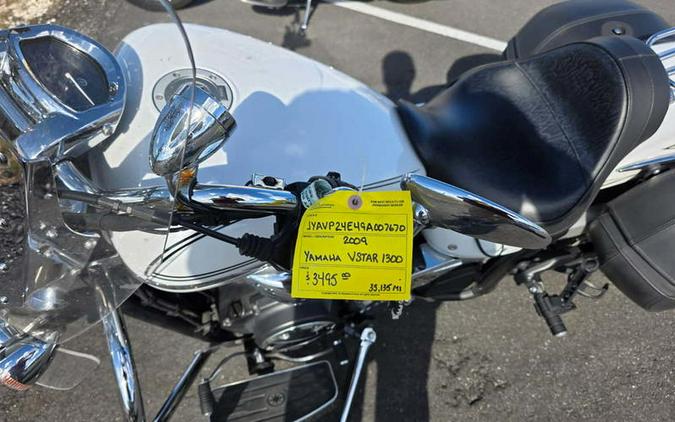 JYAVP24E49A007670
2009
YAMAHA VSTAR 1300
$3495.00
35,135 MI